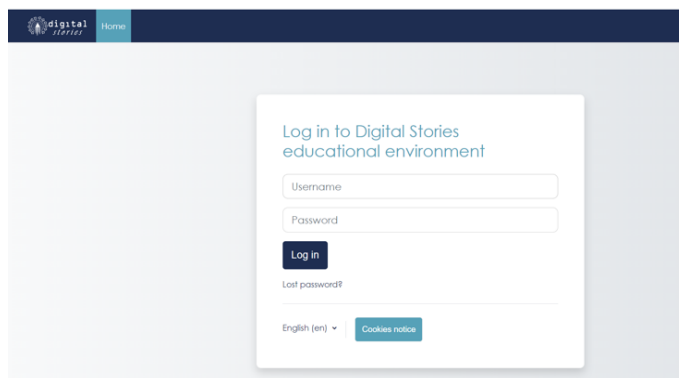 digital
stories
Home
Log in to Digital Stories
educational environment
Username
Password
Log in
Lost password?
English (en)
Cookies notice